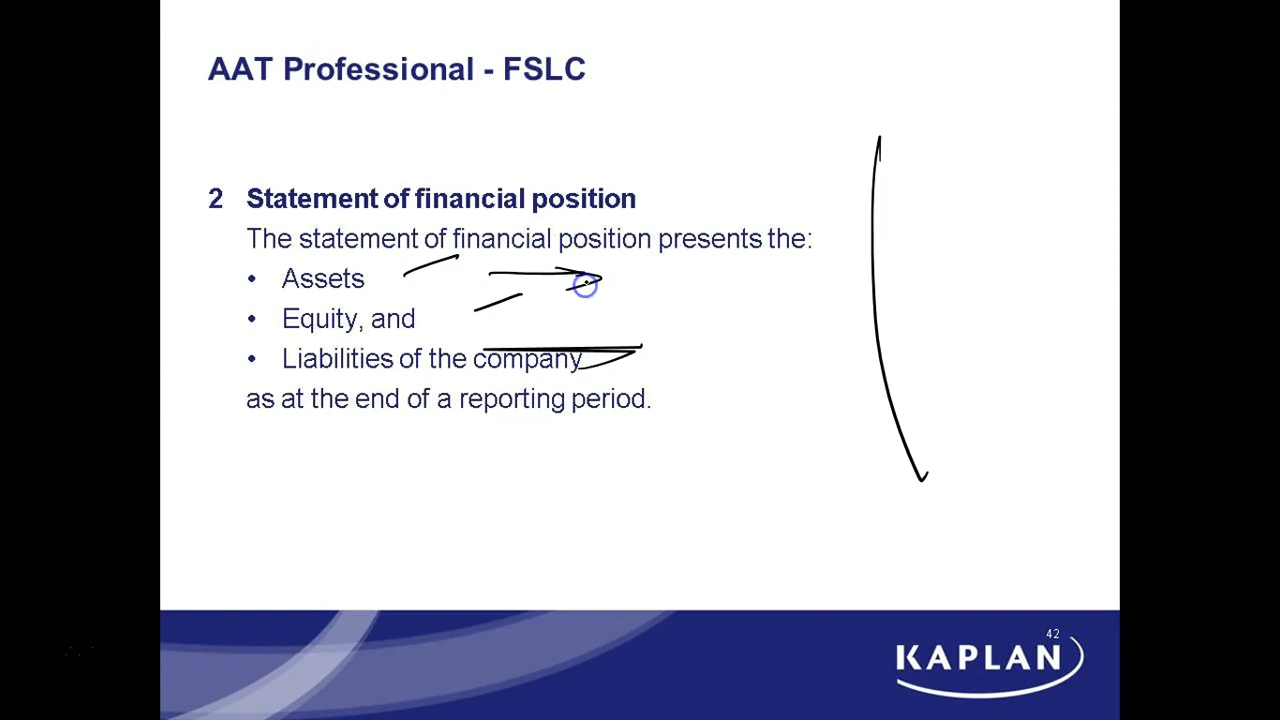 AAT Professional - FSLC
2 Statement of financial position
The statement of financial position presents the:
• Assets
• Equity, and
• Liabilities of the company
as at the end of a reporting period.
42
KAPLAN